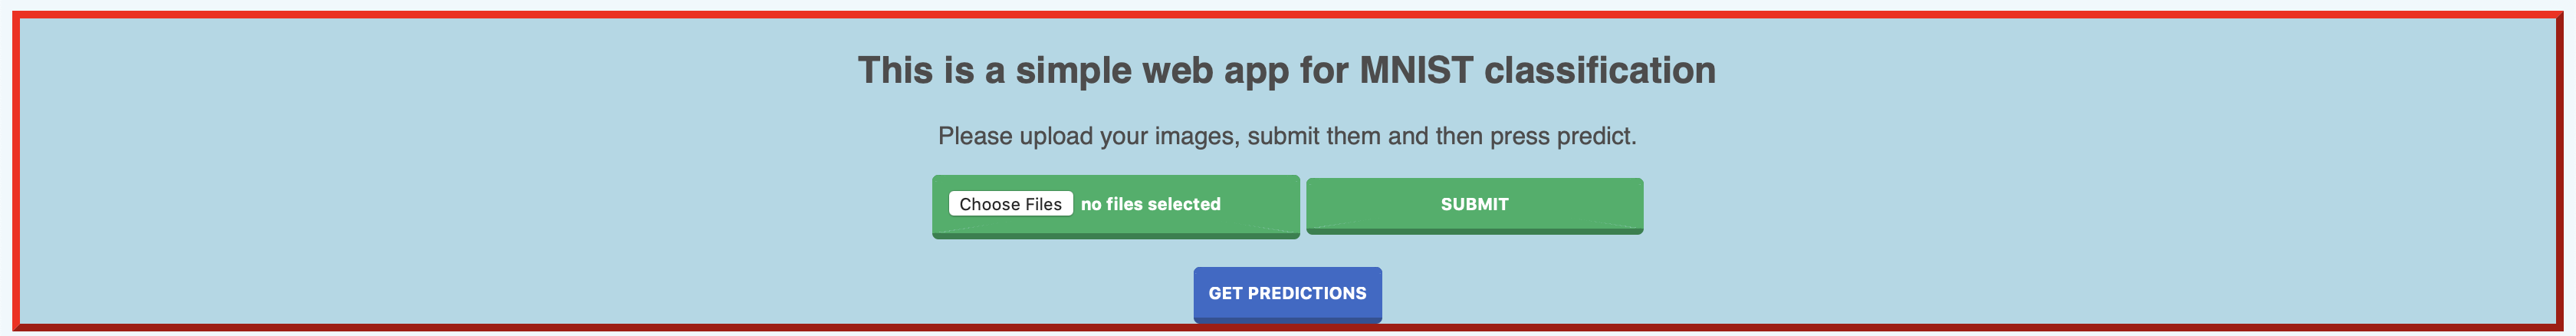 This is a simple web app for MNIST classification
Please upload your images, submit them and then press predict.
Choose Files no files selected SUBMIT
GET PREDICTIONS